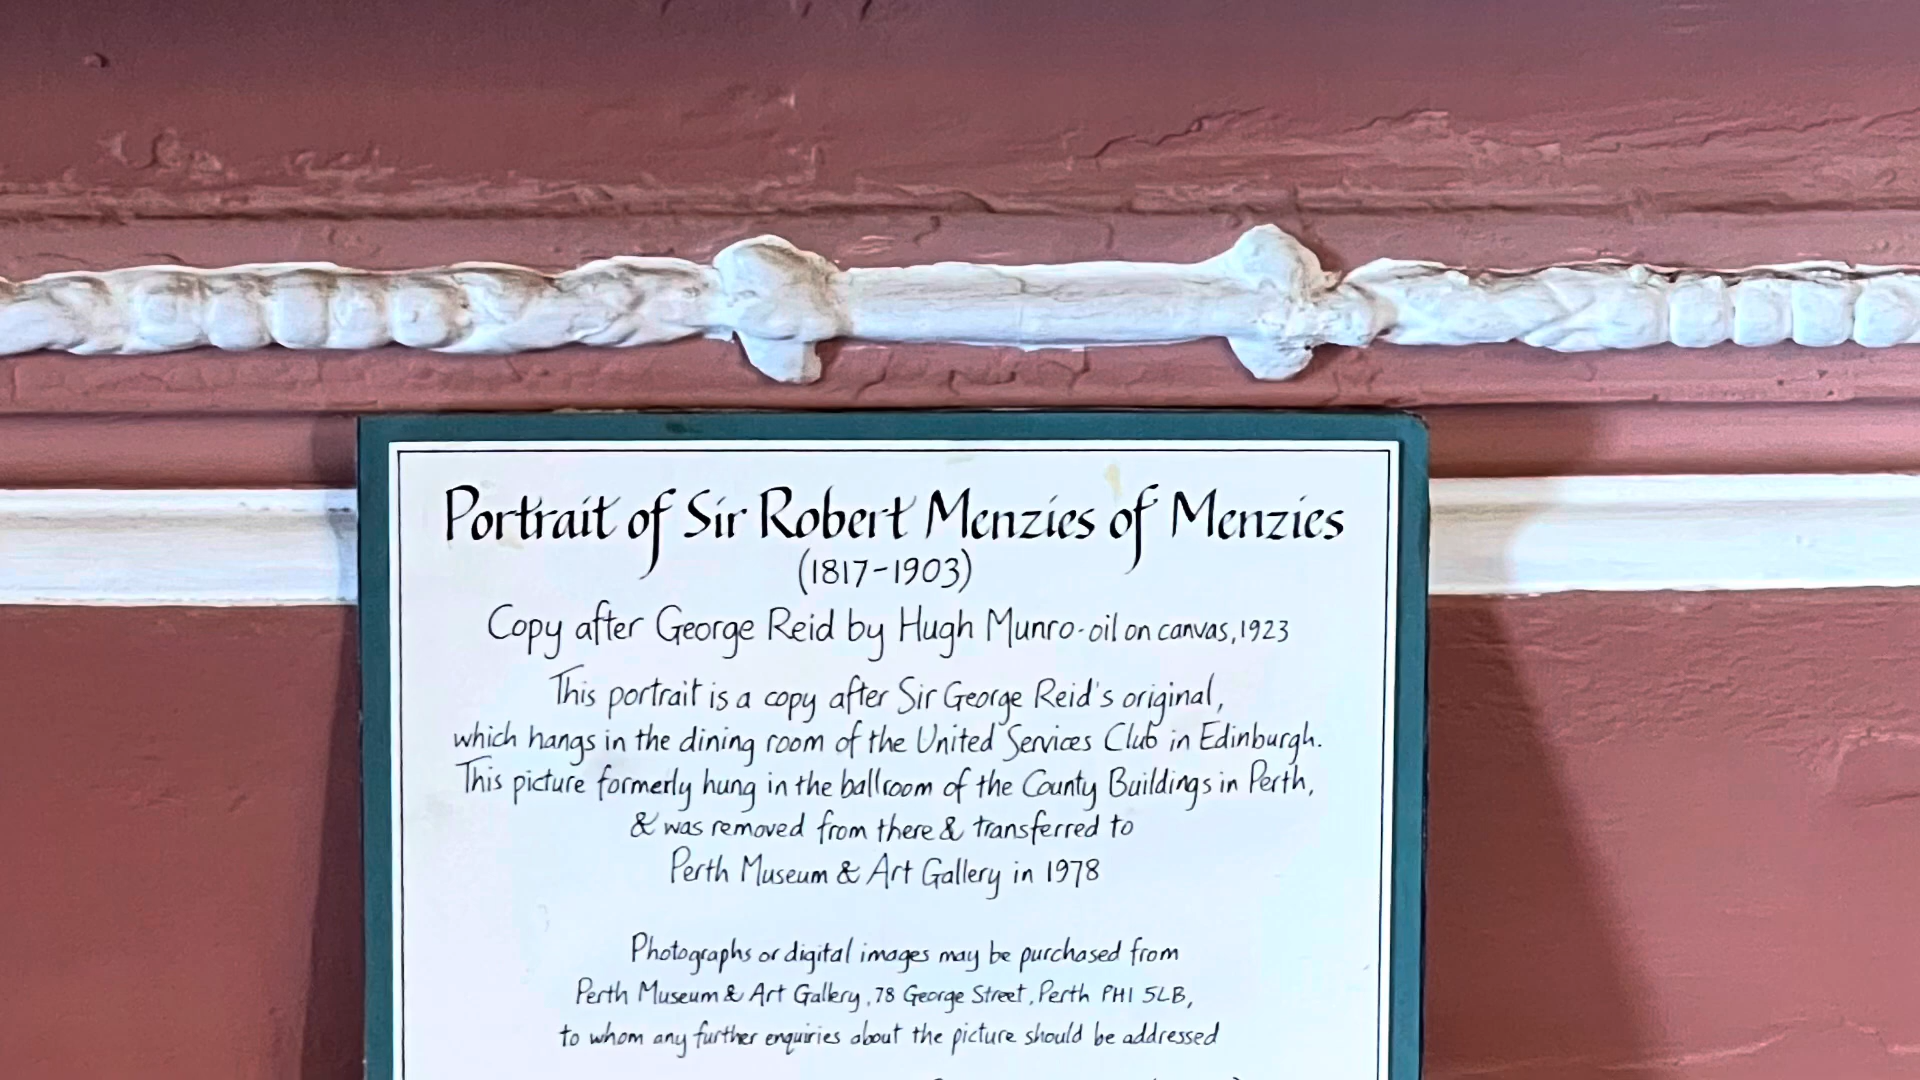 Portrait of Sir Robert Menzies of Menzies
(1817-1903)
Copy after George Reid by Hugh Munro-oil on canvas, 1923
This portrait is a copy after Sir George Reid's original,
which hangs in the dining room of the United Services Club in Edinburgh.
This picture formerly hung in the ballroom of the County Buildings in Perth,
& was removed from there & transferred to
Perth Museum & Art Gallery in 1978
Photographs or digital images may be purchased from
Perth Museum & Art Gallery, 78 George Street, Perth PH1 5LB,
to whom any further enquiries about the picture should be addressed